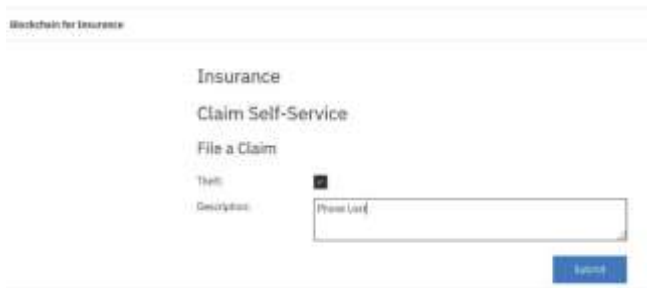 Blockchain for Insurance
Insurance
Claim Self-Service
File a Claim
Theft:
Description:
Phone Lost
Submit